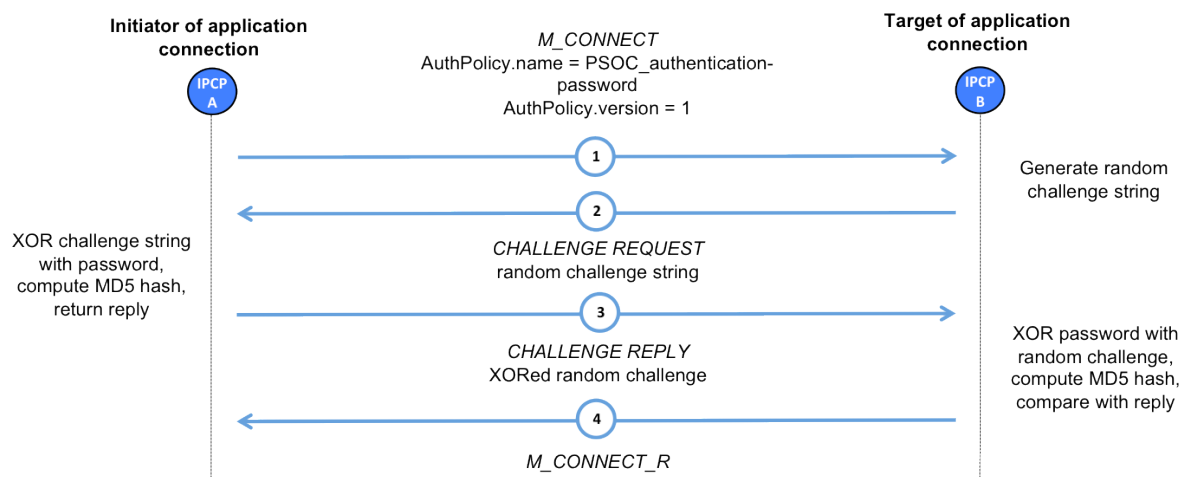 Initiator of application
connection
Target of application
connection
M_CONNECT
AuthPolicy.name = PSOC_authentication-
password
AuthPolicy.version = 1
IPCP
A
IPCP
B
1
Generate random
challenge string
2
XOR challenge string
with password,
compute MD5 hash,
return reply
CHALLENGE REQUEST
random challenge string
3
XOR password with
random challenge,
compute MD5 hash,
compare with reply
CHALLENGE REPLY
XORed random challenge
4
M_CONNECT_R